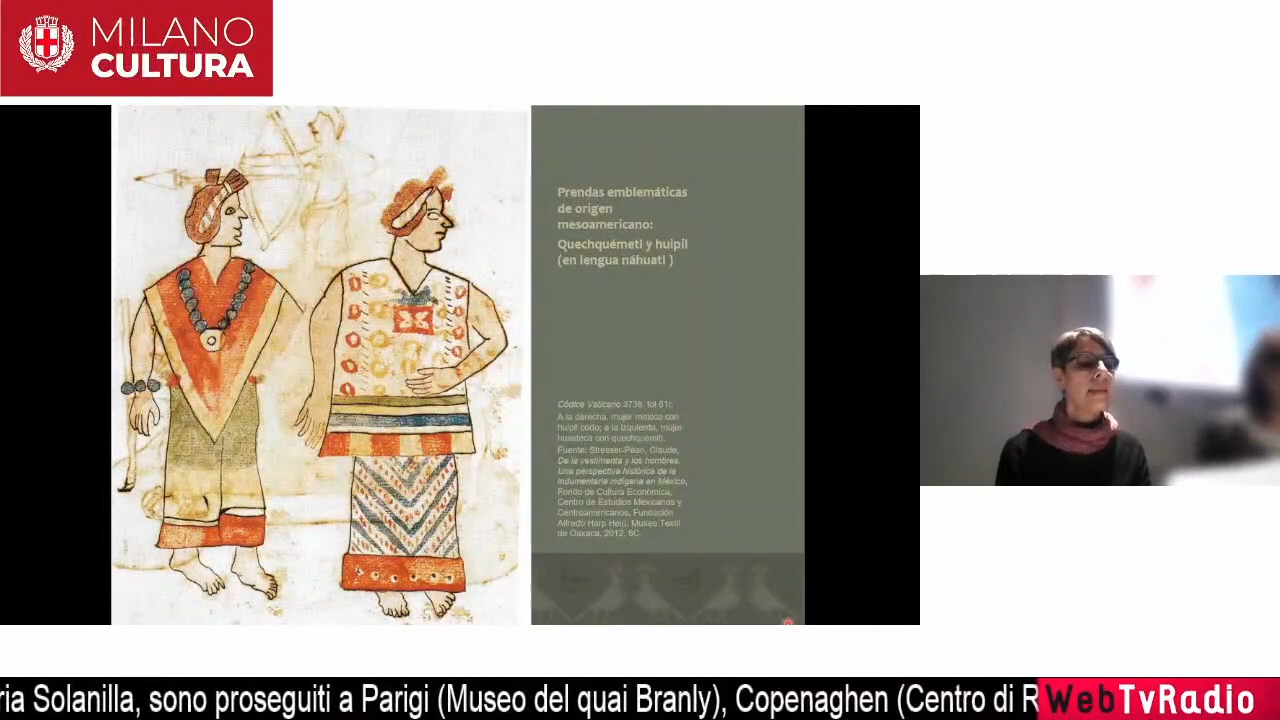 MILANO
CULTURA
Prendas emblemáticas
de origen
mesoamericano:
Quechquémetl y huipil
(en lengua náhuatl )
Códice Vaticano 3738, fol 61r.
A la derecha, mujer mexica con
huipil corto; a la izquierda, mujer
huasteca con quechquémitl.
Fuente: Stresser-Péan, Claude,
De la vestimenta y los hombres.
Una perspectiva histórica de la
indumentaria indígena en México,
Fondo de Cultura Económica,
Centro de Estudios Mexicanos y
Centroamericanos, Fundación
Alfredo Harp Helú, Museo Textil
de Oaxaca, 2012, 6C.
ria Solanilla, sono proseguiti a Parigi (Museo del quai Branly), Copenaghen (Centro di R
WebTvRadio